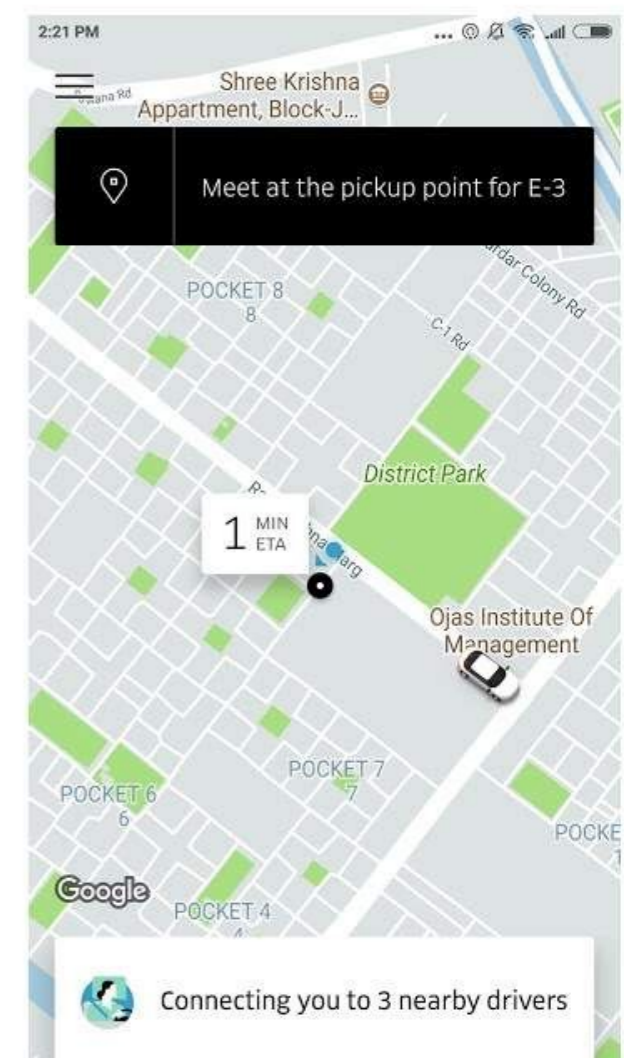 2:21 PM
Shree Krishna
Appartment, Block-J...
Meet at the pickup point for E-3
POCKET 8
8
Colony Rd
C-1 Rd
District Park
1 MIN
ETA
Marg
Ojas Institute Of
Management
POCKET 7
7
POCKET 6
6
POCKE
Google
POCKET 4
4
Connecting you to 3 nearby drivers